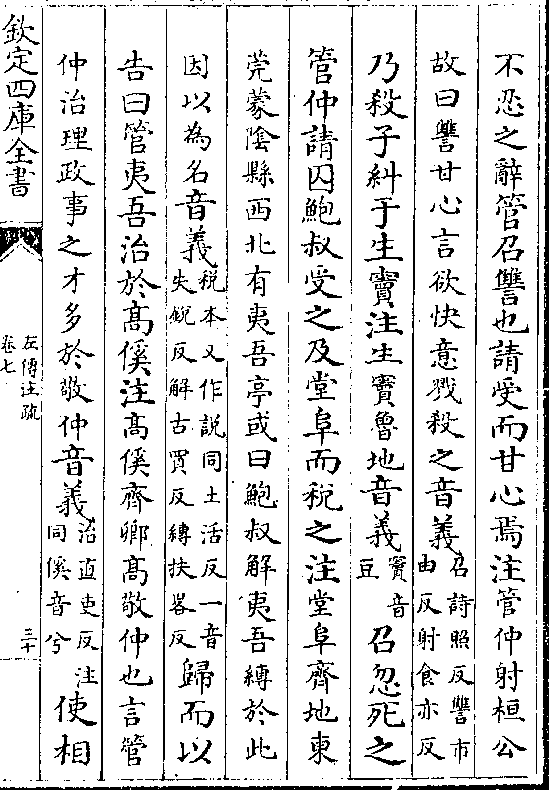 不忍之辭管召讐也請受而甘心焉注管仲射桓公
故曰讐甘心言欲快意戮殺之音義召詩照反讐市
由反射食亦反
乃殺子糾于生竇注生竇魯地音義竇音
豆召忽死之
管仲請囚鮑叔受之及堂阜而稅之注堂阜齊地東
莞蒙隂縣西北有夷吾亭或曰鮑叔解夷吾縛於此
因以為名音義稅本又作説同土活反一音
失鋭反解古買反縛扶畧反歸而以
告曰管夷吾治於髙傒注髙傒齊卿髙敬仲也言管
仲治理政事之才多於敬仲音義治直吏反注
同傒音兮使相
欽定四庫全書
左傳注疏
卷七
三十